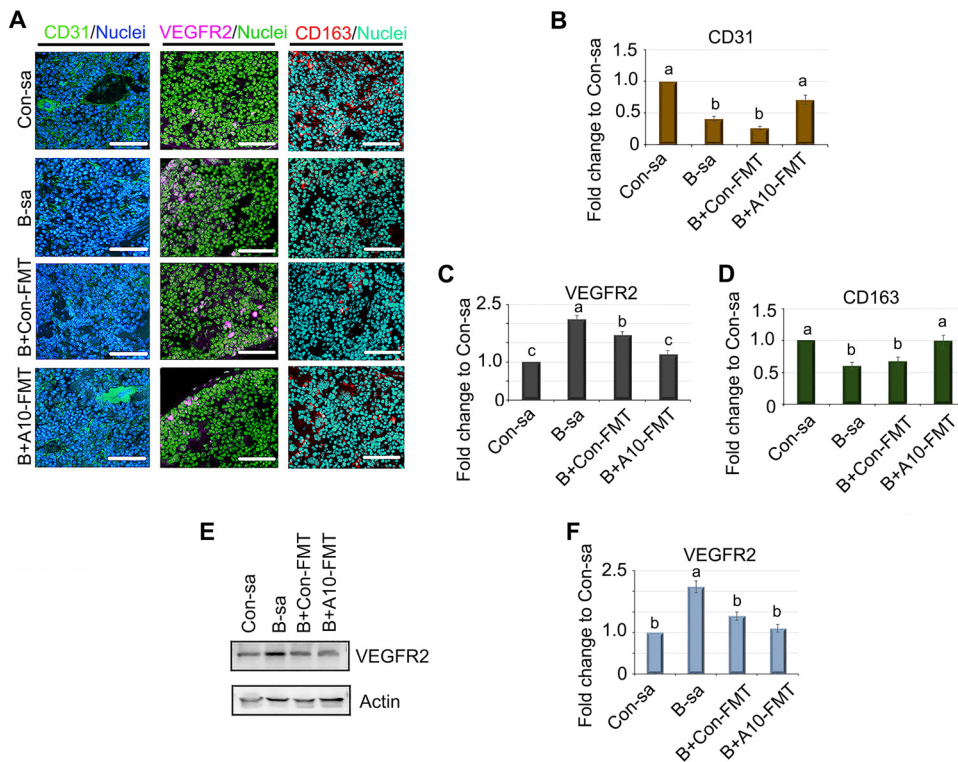 A
CD31/Nuclei VEGFR2/Nuclei CD163/Nuclei
Con-sa
B-sa
B+Con-FMT
B+A10-FMT
B
CD31
Fold change to Con-sa
1.5
1.0
0.5
0
a
b
b
a
Con-sa
B-sa
B+Con-FMT
B+A10-FMT
C
VEGFR2
Fold change to Con-sa
2.5
1.0
0
c
a
b
c
Con-sa
B-sa
B+Con-FMT
B+A10-FMT
D
CD163
Fold change to Con-sa
1.5
1.0
0.5
0
a
b
b
a
Con-sa
B-sa
B+Con-FMT
B+A10-FMT
E
Con-sa
B-sa
B+Con-FMT
B+A10-FMT
VEGFR2
Actin
F
VEGFR2
Fold change to Con-sa
2.5
1.0
0
b
a
b
b
Con-sa
B-sa
B+Con-FMT
B+A10-FMT